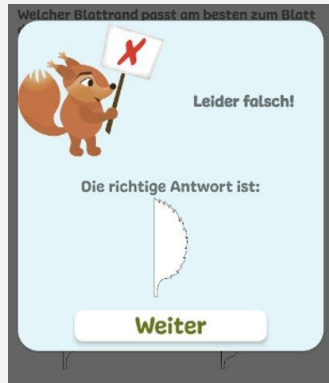 Welcher Blattrand passt am besten zum Blatt
Leider falsch!
Die richtige Antwort ist:
Weiter